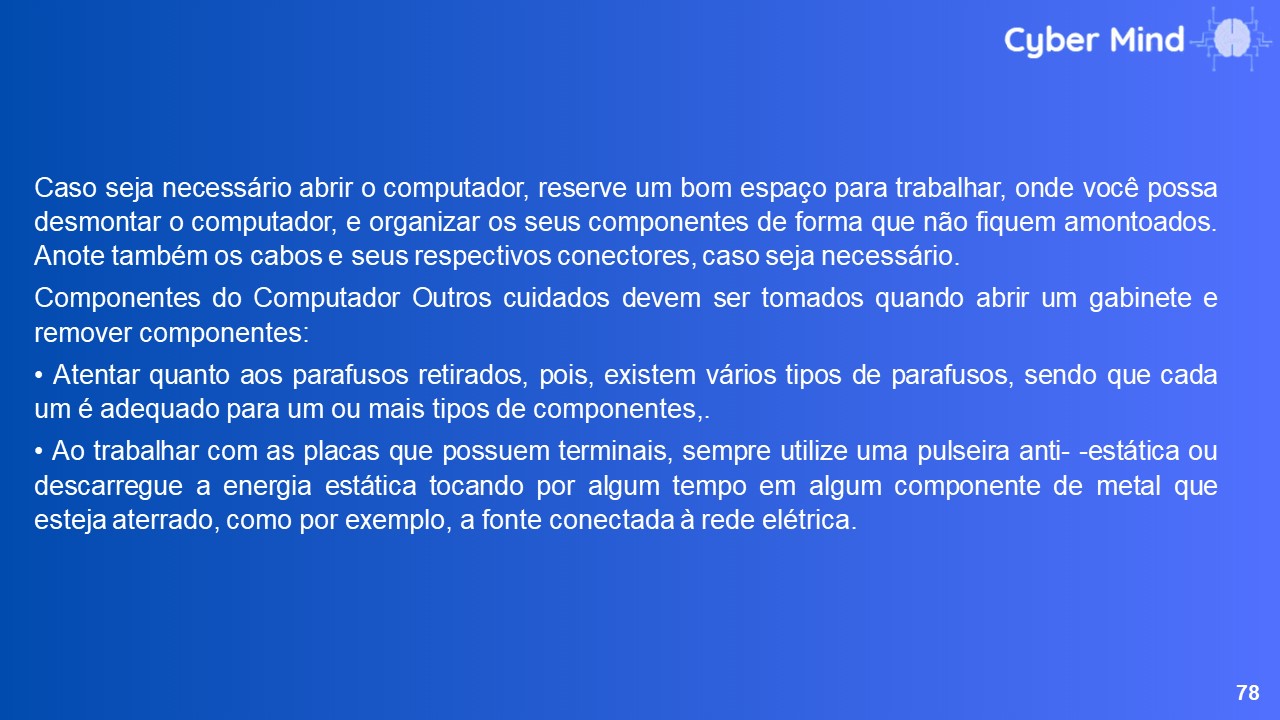 Cyber Mind
Caso seja necessário abrir o computador, reserve um bom espaço para trabalhar, onde você possa
desmontar o computador, e organizar os seus componentes de forma que não fiquem amontoados.
Anote também os cabos e seus respectivos conectores, caso seja necessário.
Componentes do Computador Outros cuidados devem ser tomados quando abrir um gabinete e
remover componentes:
• Atentar quanto aos parafusos retirados, pois, existem vários tipos de parafusos, sendo que cada
um é adequado para um ou mais tipos de componentes,.
• Ao trabalhar com as placas que possuem terminais, sempre utilize uma pulseira anti- -estática ou
descarregue a energia estática tocando por algum tempo em algum componente de metal que
esteja aterrado, como por exemplo, a fonte conectada à rede elétrica.
78